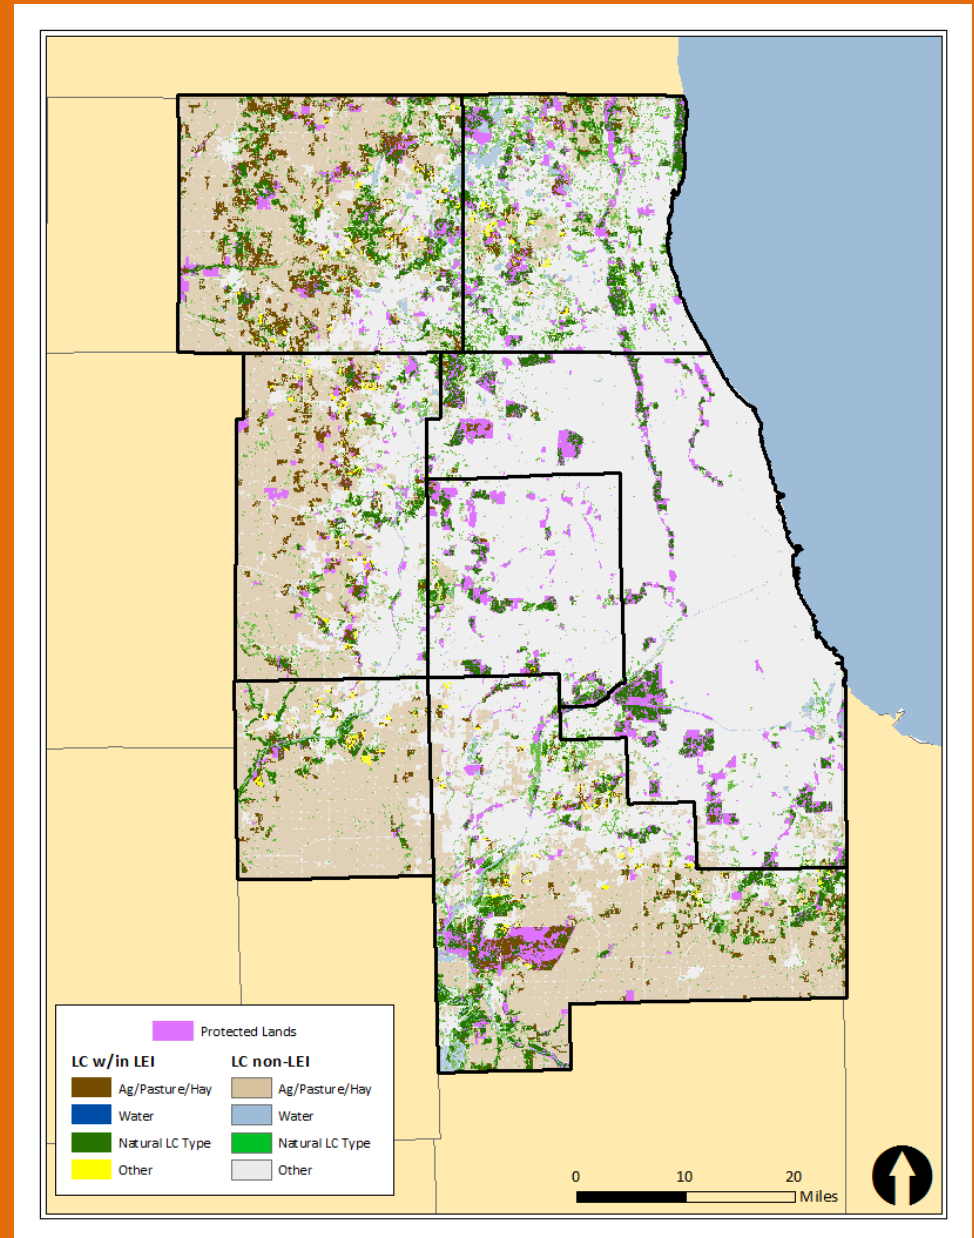 Protected Lands
LC w/in LEI LC non-LEI
Ag/Pasture/Hay Ag/Pasture/Hay
Water Water
Natural LC Type Natural LC Type
Other Other
0 10 20
Miles